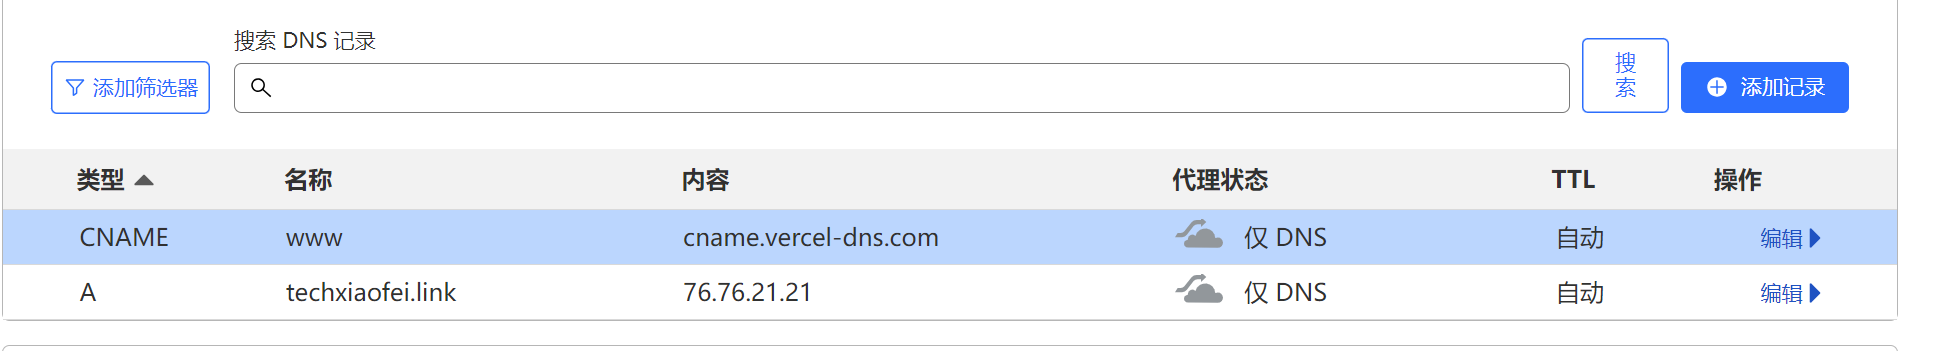 搜索 DNS 记录
添加筛选器
搜
索
添加记录
类型 名称 内容 代理状态 TTL 操作
CNAME www cname.vercel-dns.com 仅 DNS 自动 编辑
A techxiaofei.link 76.76.21.21 仅 DNS 自动 编辑